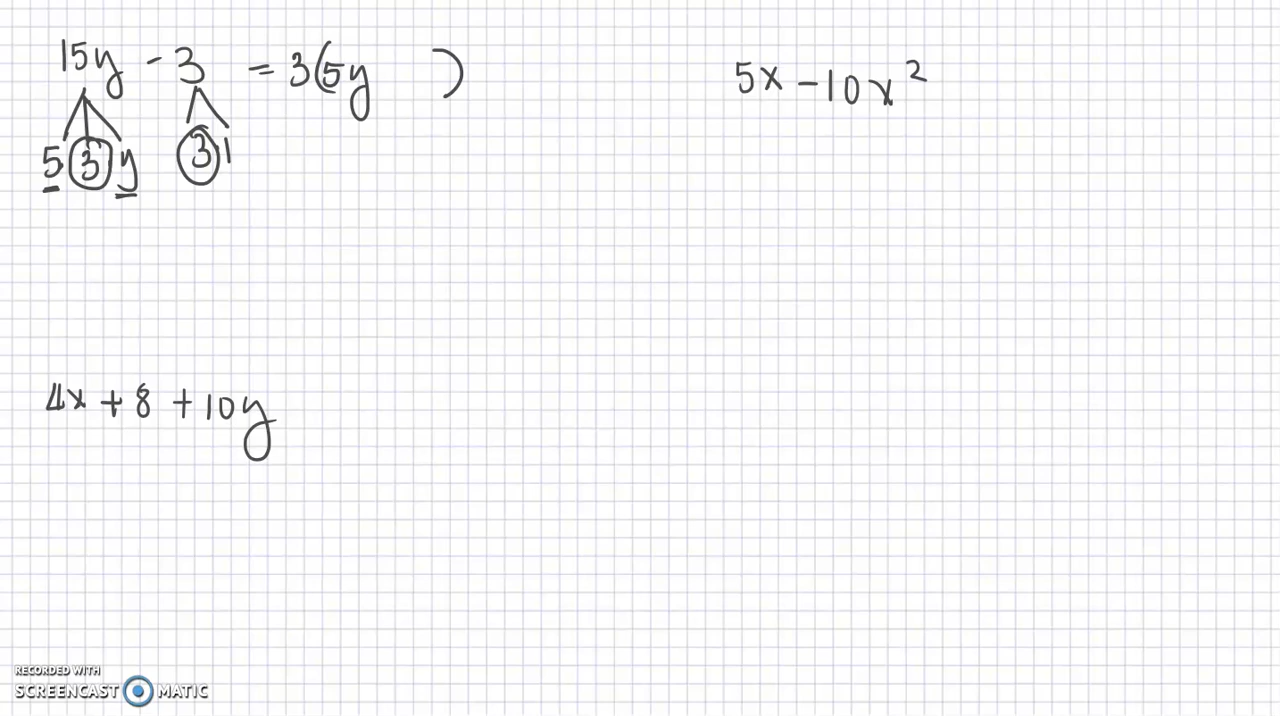 15y - 3 = 3(5y )
5 3 y 3 1
5x - 10x²
4x + 8 + 10y
RECORDED WITH
SCREENCAST MATIC